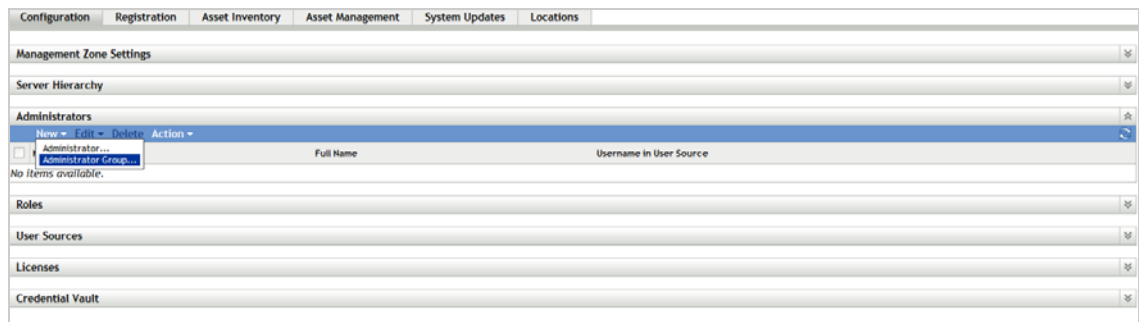 Configuration Registration Asset Inventory Asset Management System Updates Locations
Management Zone Settings
Server Hierarchy
Administrators
New Edit Delete Action
Administrator...
Full Name Username in User Source
Administrator Group...
No items available.
Roles
User Sources
Licenses
Credential Vault